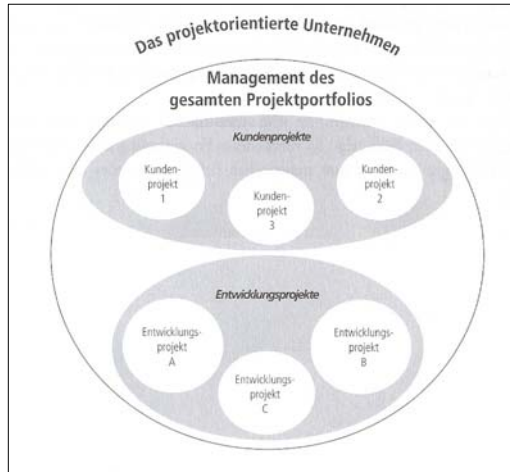 Das projektorientierte Unternehmen
Management des
gesamten Projektportfolios
Kundenprojekte
Kunden-
projekt
1
Kunden-
projekt
3
Kunden-
projekt
2
Entwicklungsprojekte
Entwicklungs-
projekt
A
Entwicklungs-
projekt
C
Entwicklungs-
projekt
B